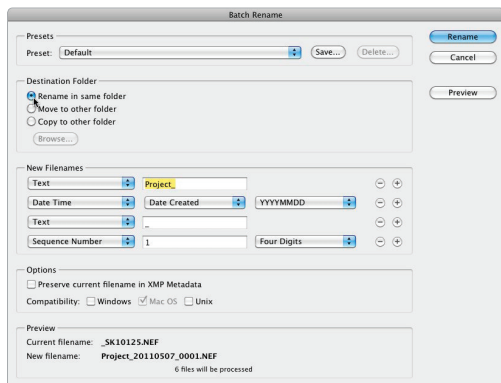 Batch Rename
Presets
Preset: Default Save... Delete...
Rename
Cancel
Preview
Destination Folder
Rename in same folder
Move to other folder
Copy to other folder
Browse...
New Filenames
Text Project_
Date Time Date Created YYYYMMDD
Text _
Sequence Number 1 Four Digits
Options
Preserve current filename in XMP Metadata
Compatibility: Windows Mac OS Unix
Preview
Current filename: _SK10125.NEF
New filename: Project_20110507_0001.NEF
6 files will be processed